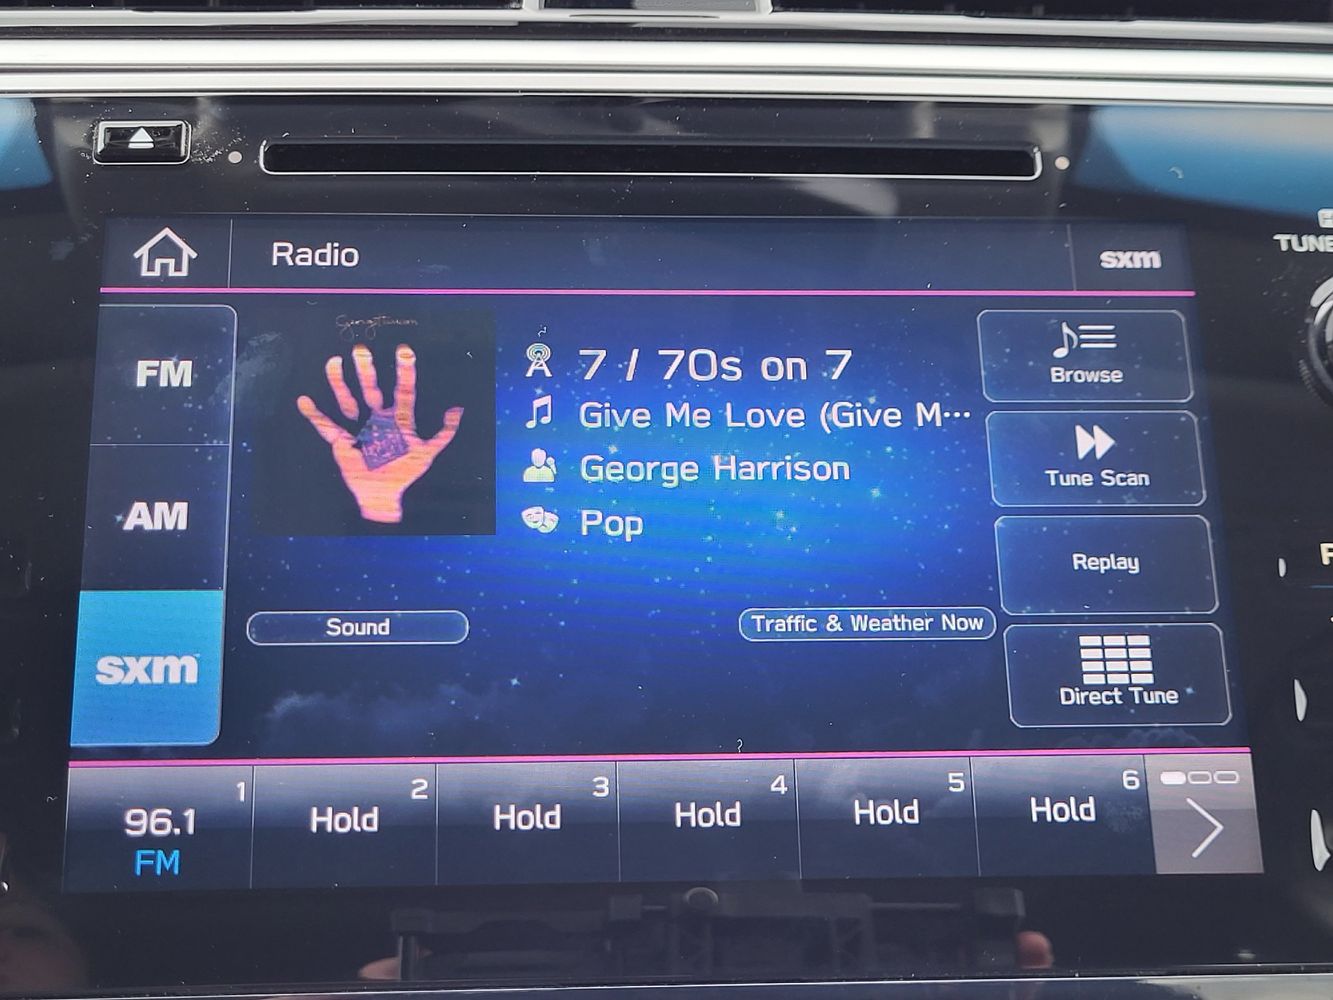 TUNE
Radio
sxm
FM
AM
sxm
7 / 70s on 7
Give Me Love (Give M···
George Harrison
Pop
Browse
Tune Scan
Replay
Direct Tune
Sound
Traffic & Weather Now
1
96.1
FM
2
Hold
3
Hold
4
Hold
5
Hold
6
Hold